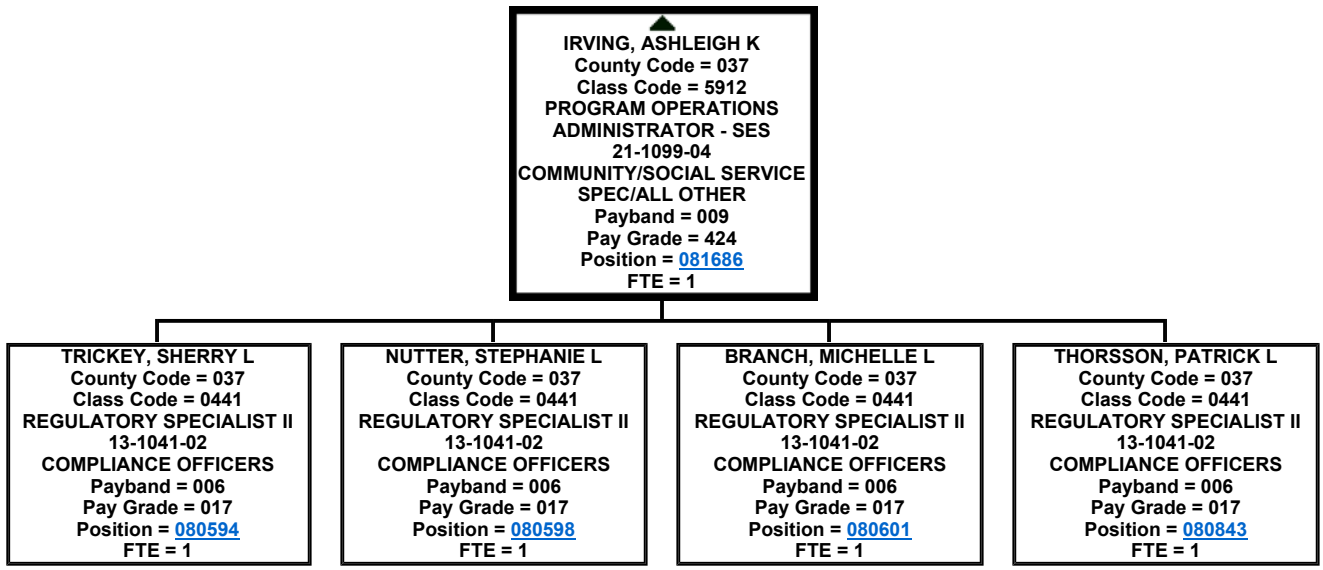 IRVING, ASHLEIGH K
County Code = 037
Class Code = 5912
PROGRAM OPERATIONS
ADMINISTRATOR - SES
21-1099-04
COMMUNITY/SOCIAL SERVICE
SPEC/ALL OTHER
Payband = 009
Pay Grade = 424
Position = 081686
FTE = 1
TRICKEY, SHERRY L
County Code = 037
Class Code = 0441
REGULATORY SPECIALIST II
13-1041-02
COMPLIANCE OFFICERS
Payband = 006
Pay Grade = 017
Position = 080594
FTE = 1
NUTTER, STEPHANIE L
County Code = 037
Class Code = 0441
REGULATORY SPECIALIST II
13-1041-02
COMPLIANCE OFFICERS
Payband = 006
Pay Grade = 017
Position = 080598
FTE = 1
BRANCH, MICHELLE L
County Code = 037
Class Code = 0441
REGULATORY SPECIALIST II
13-1041-02
COMPLIANCE OFFICERS
Payband = 006
Pay Grade = 017
Position = 080601
FTE = 1
THORSSON, PATRICK L
County Code = 037
Class Code = 0441
REGULATORY SPECIALIST II
13-1041-02
COMPLIANCE OFFICERS
Payband = 006
Pay Grade = 017
Position = 080843
FTE = 1